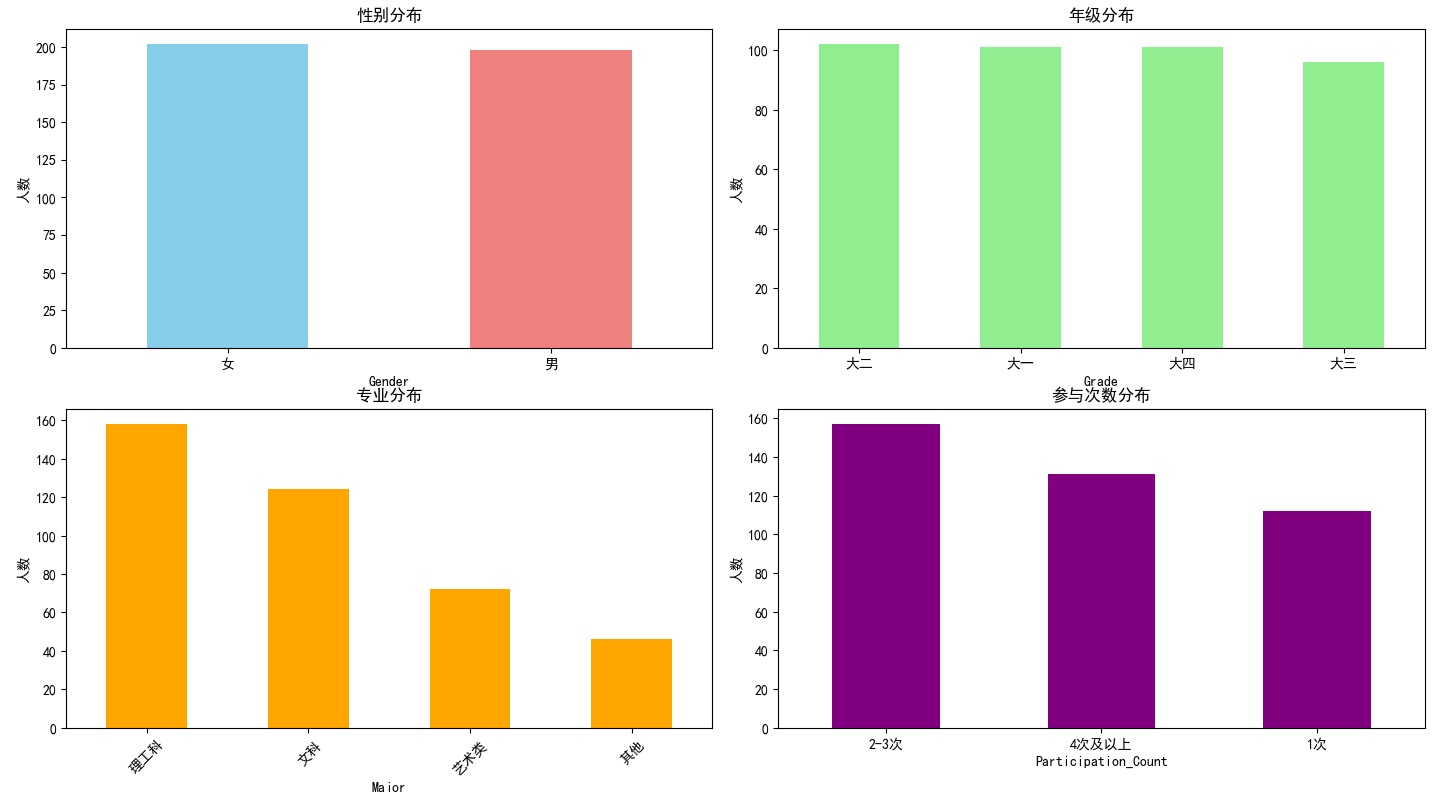 性别分布
200
175
150
125
100
75
50
25
0
人数
女
男
Gender
年级分布
100
80
60
40
20
0
人数
大二
大一
大四
大三
Grade
专业分布
160
140
120
100
80
60
40
20
0
人数
理工科
文科
艺术类
其他
Major
参与次数分布
160
140
120
100
80
60
40
20
0
人数
2-3次
4次及以上
1次
Participation_Count